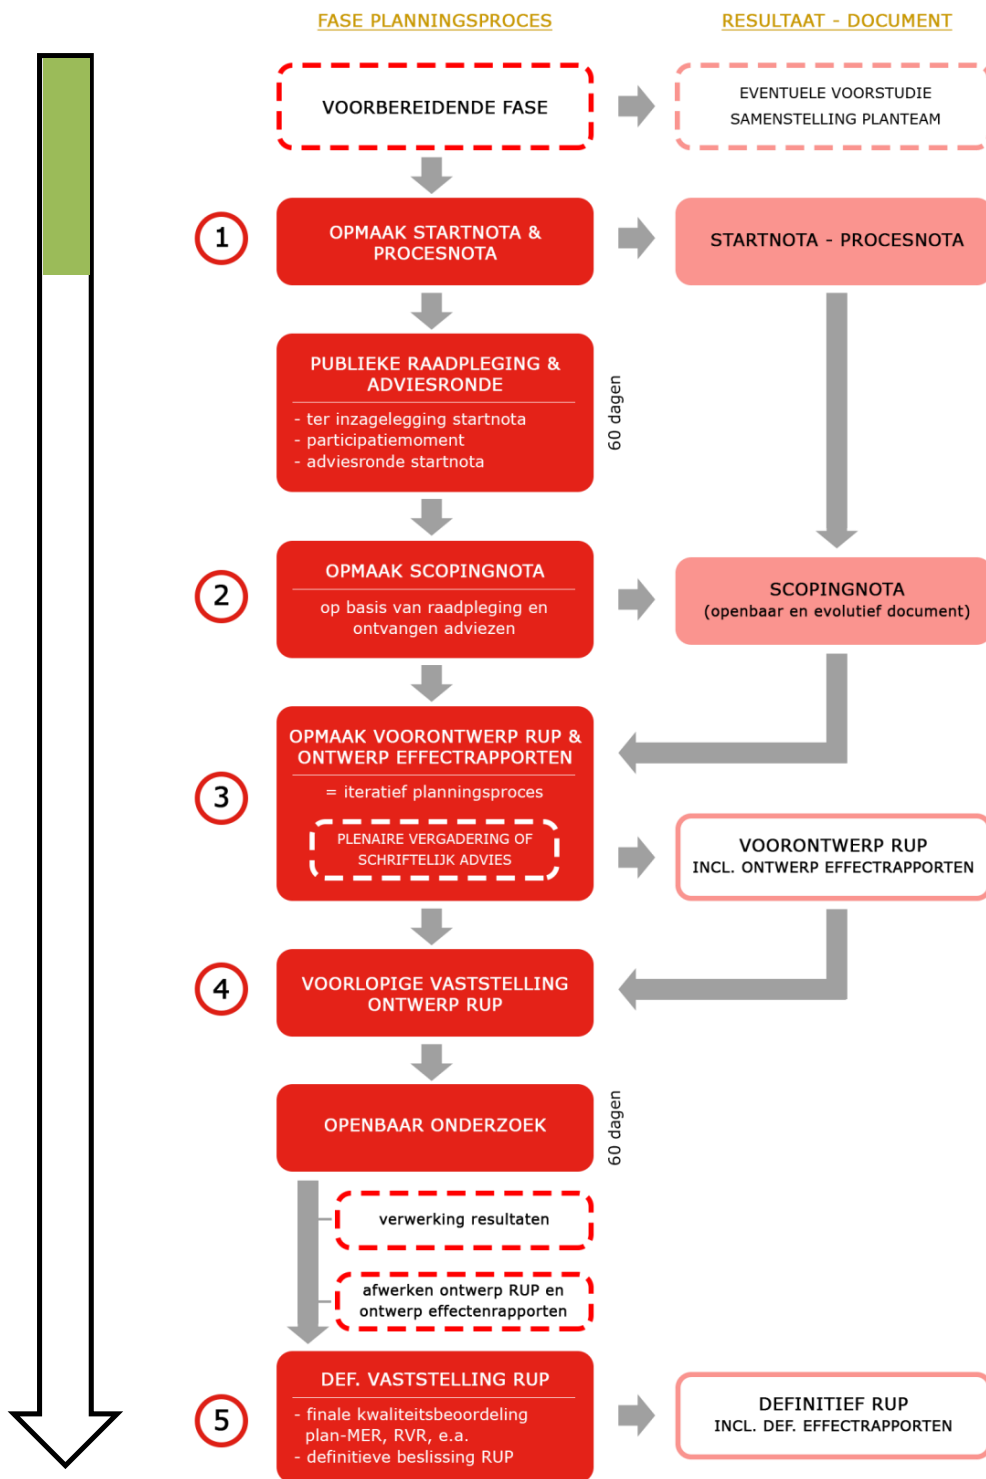 FASE PLANNINGSPROCES
RESULTAAT - DOCUMENT
VOORBEREIDENDE FASE
EVENTUELE VOORSTUDIE
SAMENSTELLING PLANTEAM
1
OPMAAK STARTNOTA &
PROCESNOTA
STARTNOTA - PROCESNOTA
PUBLIEKE RAADPLEGING &
ADVIESRONDE
- ter inzagelegging startnota
- participatiemoment
- adviesronde startnota
60 dagen
2
OPMAAK SCOPINGNOTA
op basis van raadpleging en
ontvangen adviezen
SCOPINGNOTA
(openbaar en evolutief document)
3
OPMAAK VOORONTWERP RUP &
ONTWERP EFFECTRAPPORTEN
= iteratief planningsproces
PLENAIRE VERGADERING OF
SCHRIFTELIJK ADVIES
VOORONTWERP RUP
INCL. ONTWERP EFFECTRAPPORTEN
4
VOORLOPIGE VASTSTELLING
ONTWERP RUP
OPENBAAR ONDERZOEK
60 dagen
verwerking resultaten
afwerken ontwerp RUP en
ontwerp effectenrapporten
5
DEF. VASTSTELLING RUP
- finale kwaliteitsbeoordeling
plan-MER, RVR, e.a.
- definitieve beslissing RUP
DEFINITIEF RUP
INCL. DEF. EFFECTRAPPORTEN